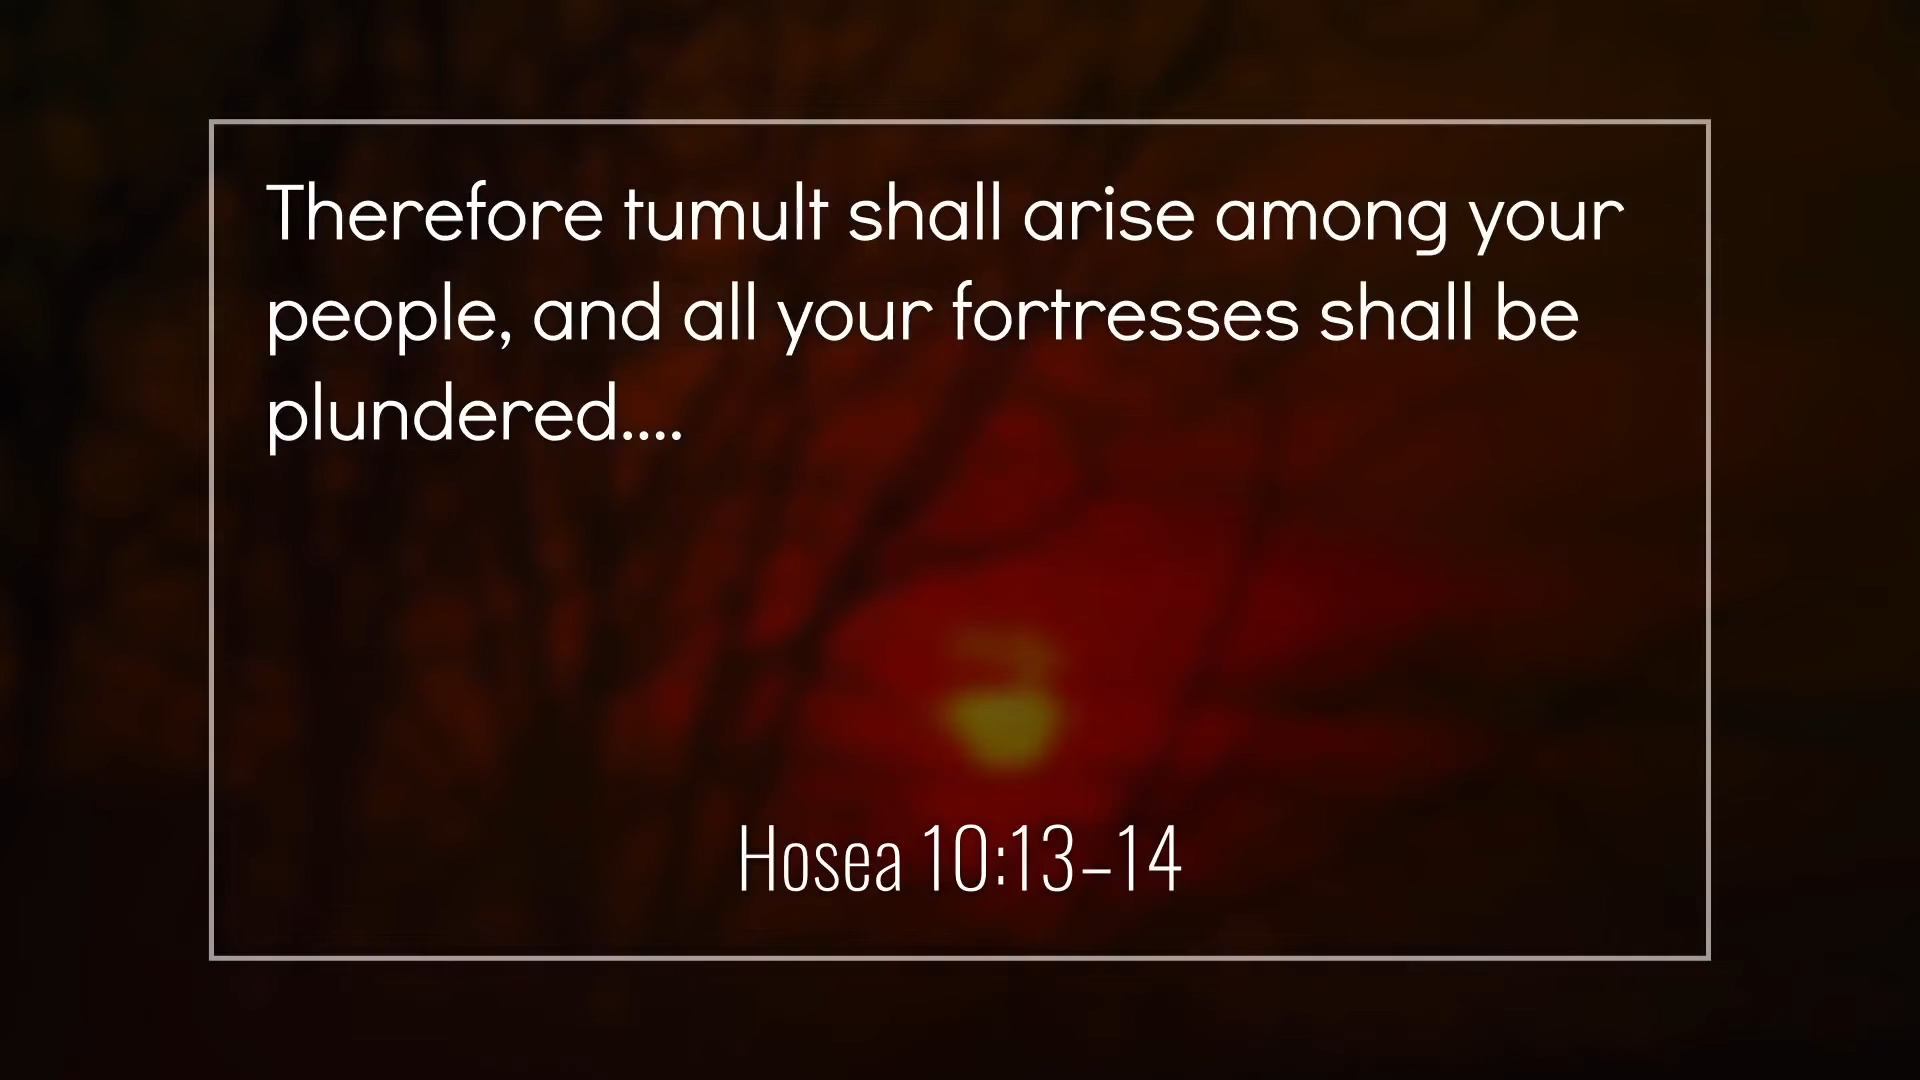 Therefore tumult shall arise among your
people, and all your fortresses shall be
plundered....
Hosea 10:13–14